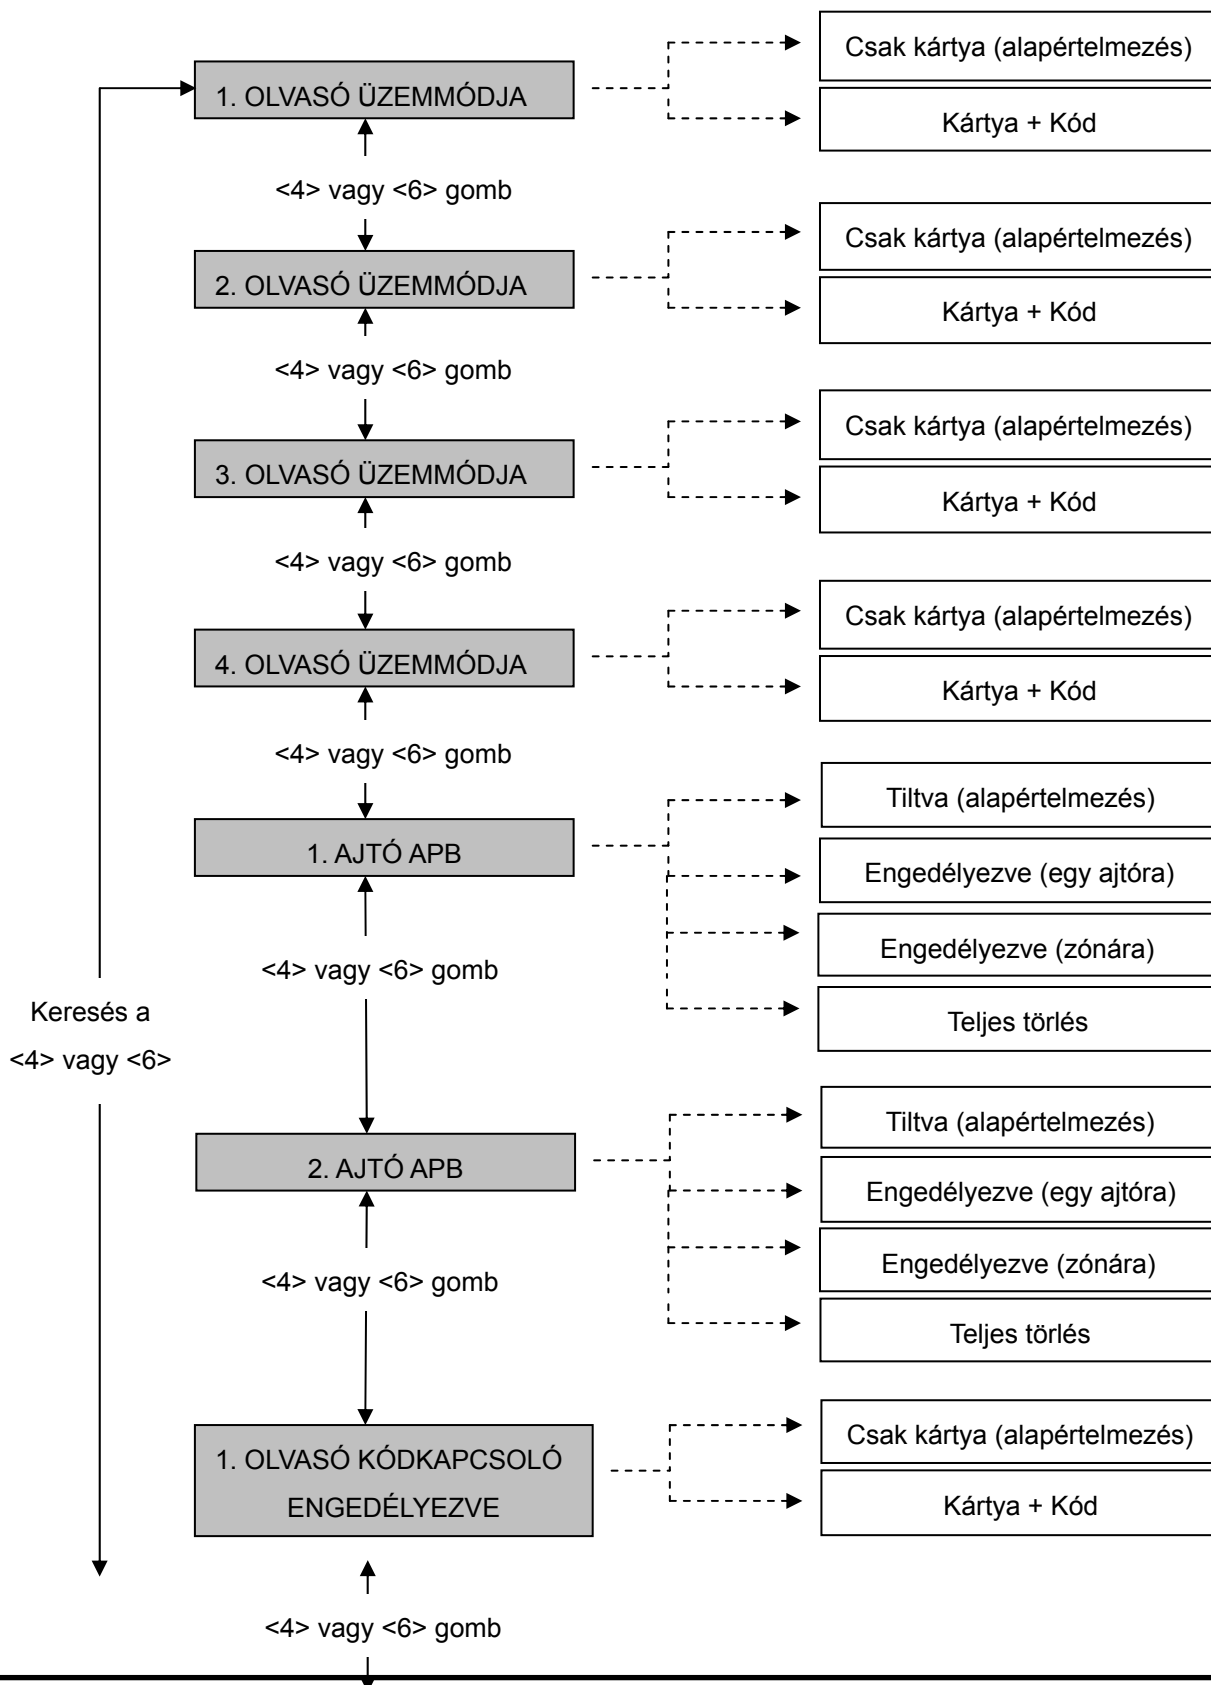 Csak kártya (alapértelmezés)
1. OLVASÓ ÜZEMMÓDJA
Kártya + Kód
<4> vagy <6> gomb
Csak kártya (alapértelmezés)
2. OLVASÓ ÜZEMMÓDJA
Kártya + Kód
<4> vagy <6> gomb
Csak kártya (alapértelmezés)
3. OLVASÓ ÜZEMMÓDJA
Kártya + Kód
<4> vagy <6> gomb
Csak kártya (alapértelmezés)
4. OLVASÓ ÜZEMMÓDJA
Kártya + Kód
<4> vagy <6> gomb
Tiltva (alapértelmezés)
1. AJTÓ APB
Engedélyezve (egy ajtóra)
Engedélyezve (zónára)
<4> vagy <6> gomb
Teljes törlés
Keresés a
<4> vagy <6>
Tiltva (alapértelmezés)
2. AJTÓ APB
Engedélyezve (egy ajtóra)
Engedélyezve (zónára)
<4> vagy <6> gomb
Teljes törlés
Csak kártya (alapértelmezés)
1. OLVASÓ KÓDKAPCSOLÓ
ENGEDÉLYEZVE
Kártya + Kód
<4> vagy <6> gomb